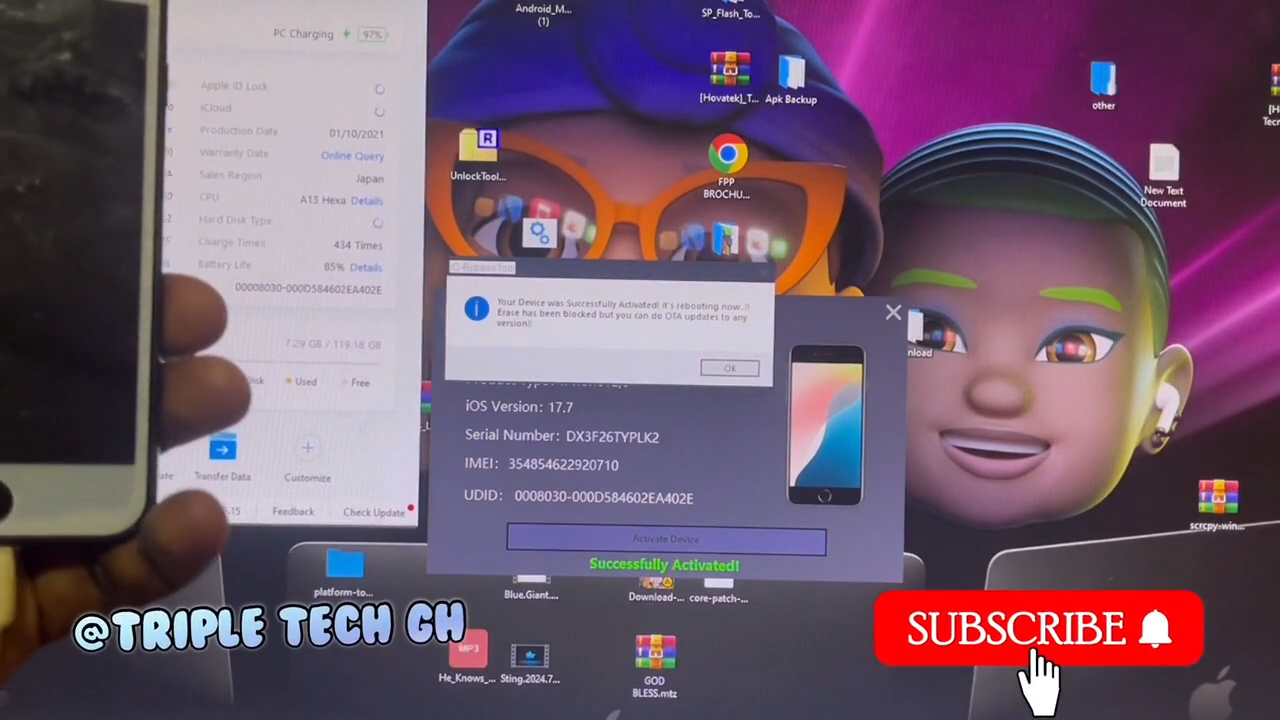 Android_M...
(1)
SP_Flash_To...
PC Charging
97%
Apple ID Lock
iCloud
Production Date
01/10/2021
Warranty Date
Online Query
Sales Region
Japan
CPU
A13 Hexa
Details
Hard Disk Type
Charge Times
434 Times
Battery Life
85%
Details
00008030-000D584602EA402E
7.29 GB / 119.18 GB
Used
Free
Transfer Data
Customize
Feedback
Check Update
[Hovatek]_T...
Apk Backup
other
UnlockTool...
R
FPP
BROCHU...
New Text
Document
Your Device was Successfully Activated! it's rebooting now..!!
Erase has been blocked but you can do OTA updates to any
version!!
OK
iOS Version: 17.7
Serial Number: DX3F26TYPLK2
IMEI: 354854622920710
UDID: 0008030-000D584602EA402E
Activate Device
Successfully Activated!
scrcpy-win...
platform-to...
Blue.Giant....
Download-...
core-patch-...
@TRIPLE TECH GH
SUBSCRIBE
MP3
He_Knows_...
Sting.2024.7...
GOD
BLESS.mtz